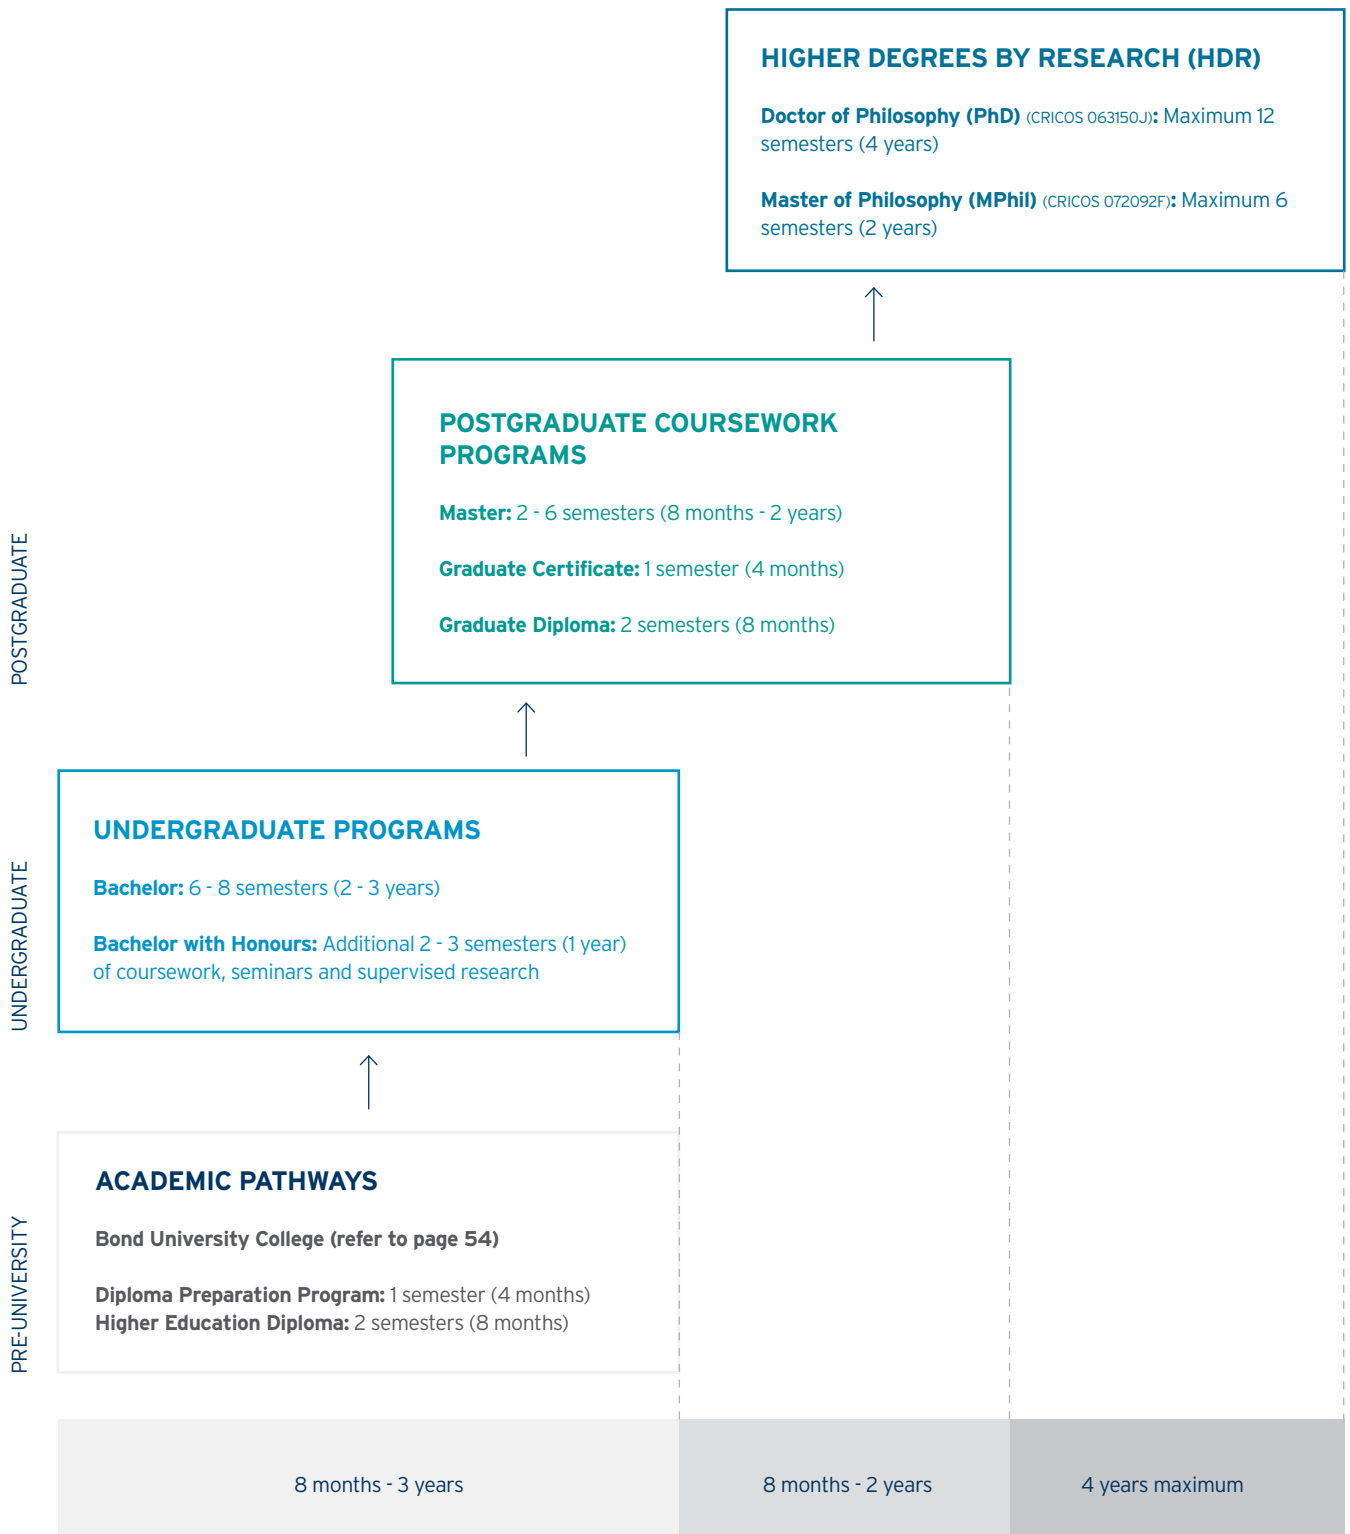 HIGHER DEGREES BY RESEARCH (HDR)
Doctor of Philosophy (PhD) (CRICOS 063150J): Maximum 12
semesters (4 years)
Master of Philosophy (MPhil) (CRICOS 072092F): Maximum 6
semesters (2 years)
POSTGRADUATE
POSTGRADUATE COURSEWORK
PROGRAMS
Master: 2 - 6 semesters (8 months - 2 years)
Graduate Certificate: 1 semester (4 months)
Graduate Diploma: 2 semesters (8 months)
UNDERGRADUATE
UNDERGRADUATE PROGRAMS
Bachelor: 6 - 8 semesters (2 - 3 years)
Bachelor with Honours: Additional 2 - 3 semesters (1 year)
of coursework, seminars and supervised research
PRE-UNIVERSITY
ACADEMIC PATHWAYS
Bond University College (refer to page 54)
Diploma Preparation Program: 1 semester (4 months)
Higher Education Diploma: 2 semesters (8 months)
8 months - 3 years
8 months - 2 years
4 years maximum